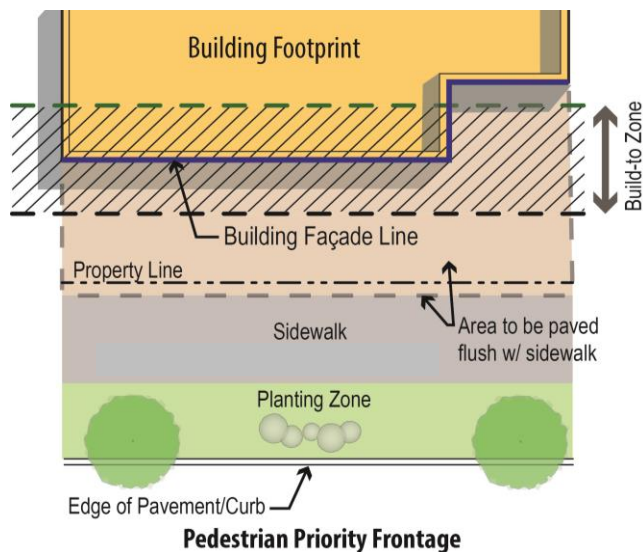 Building Footprint
Build-to Zone
Building Façade Line
Property Line
Sidewalk
Area to be paved
flush w/ sidewalk
Planting Zone
Edge of Pavement/Curb
Pedestrian Priority Frontage